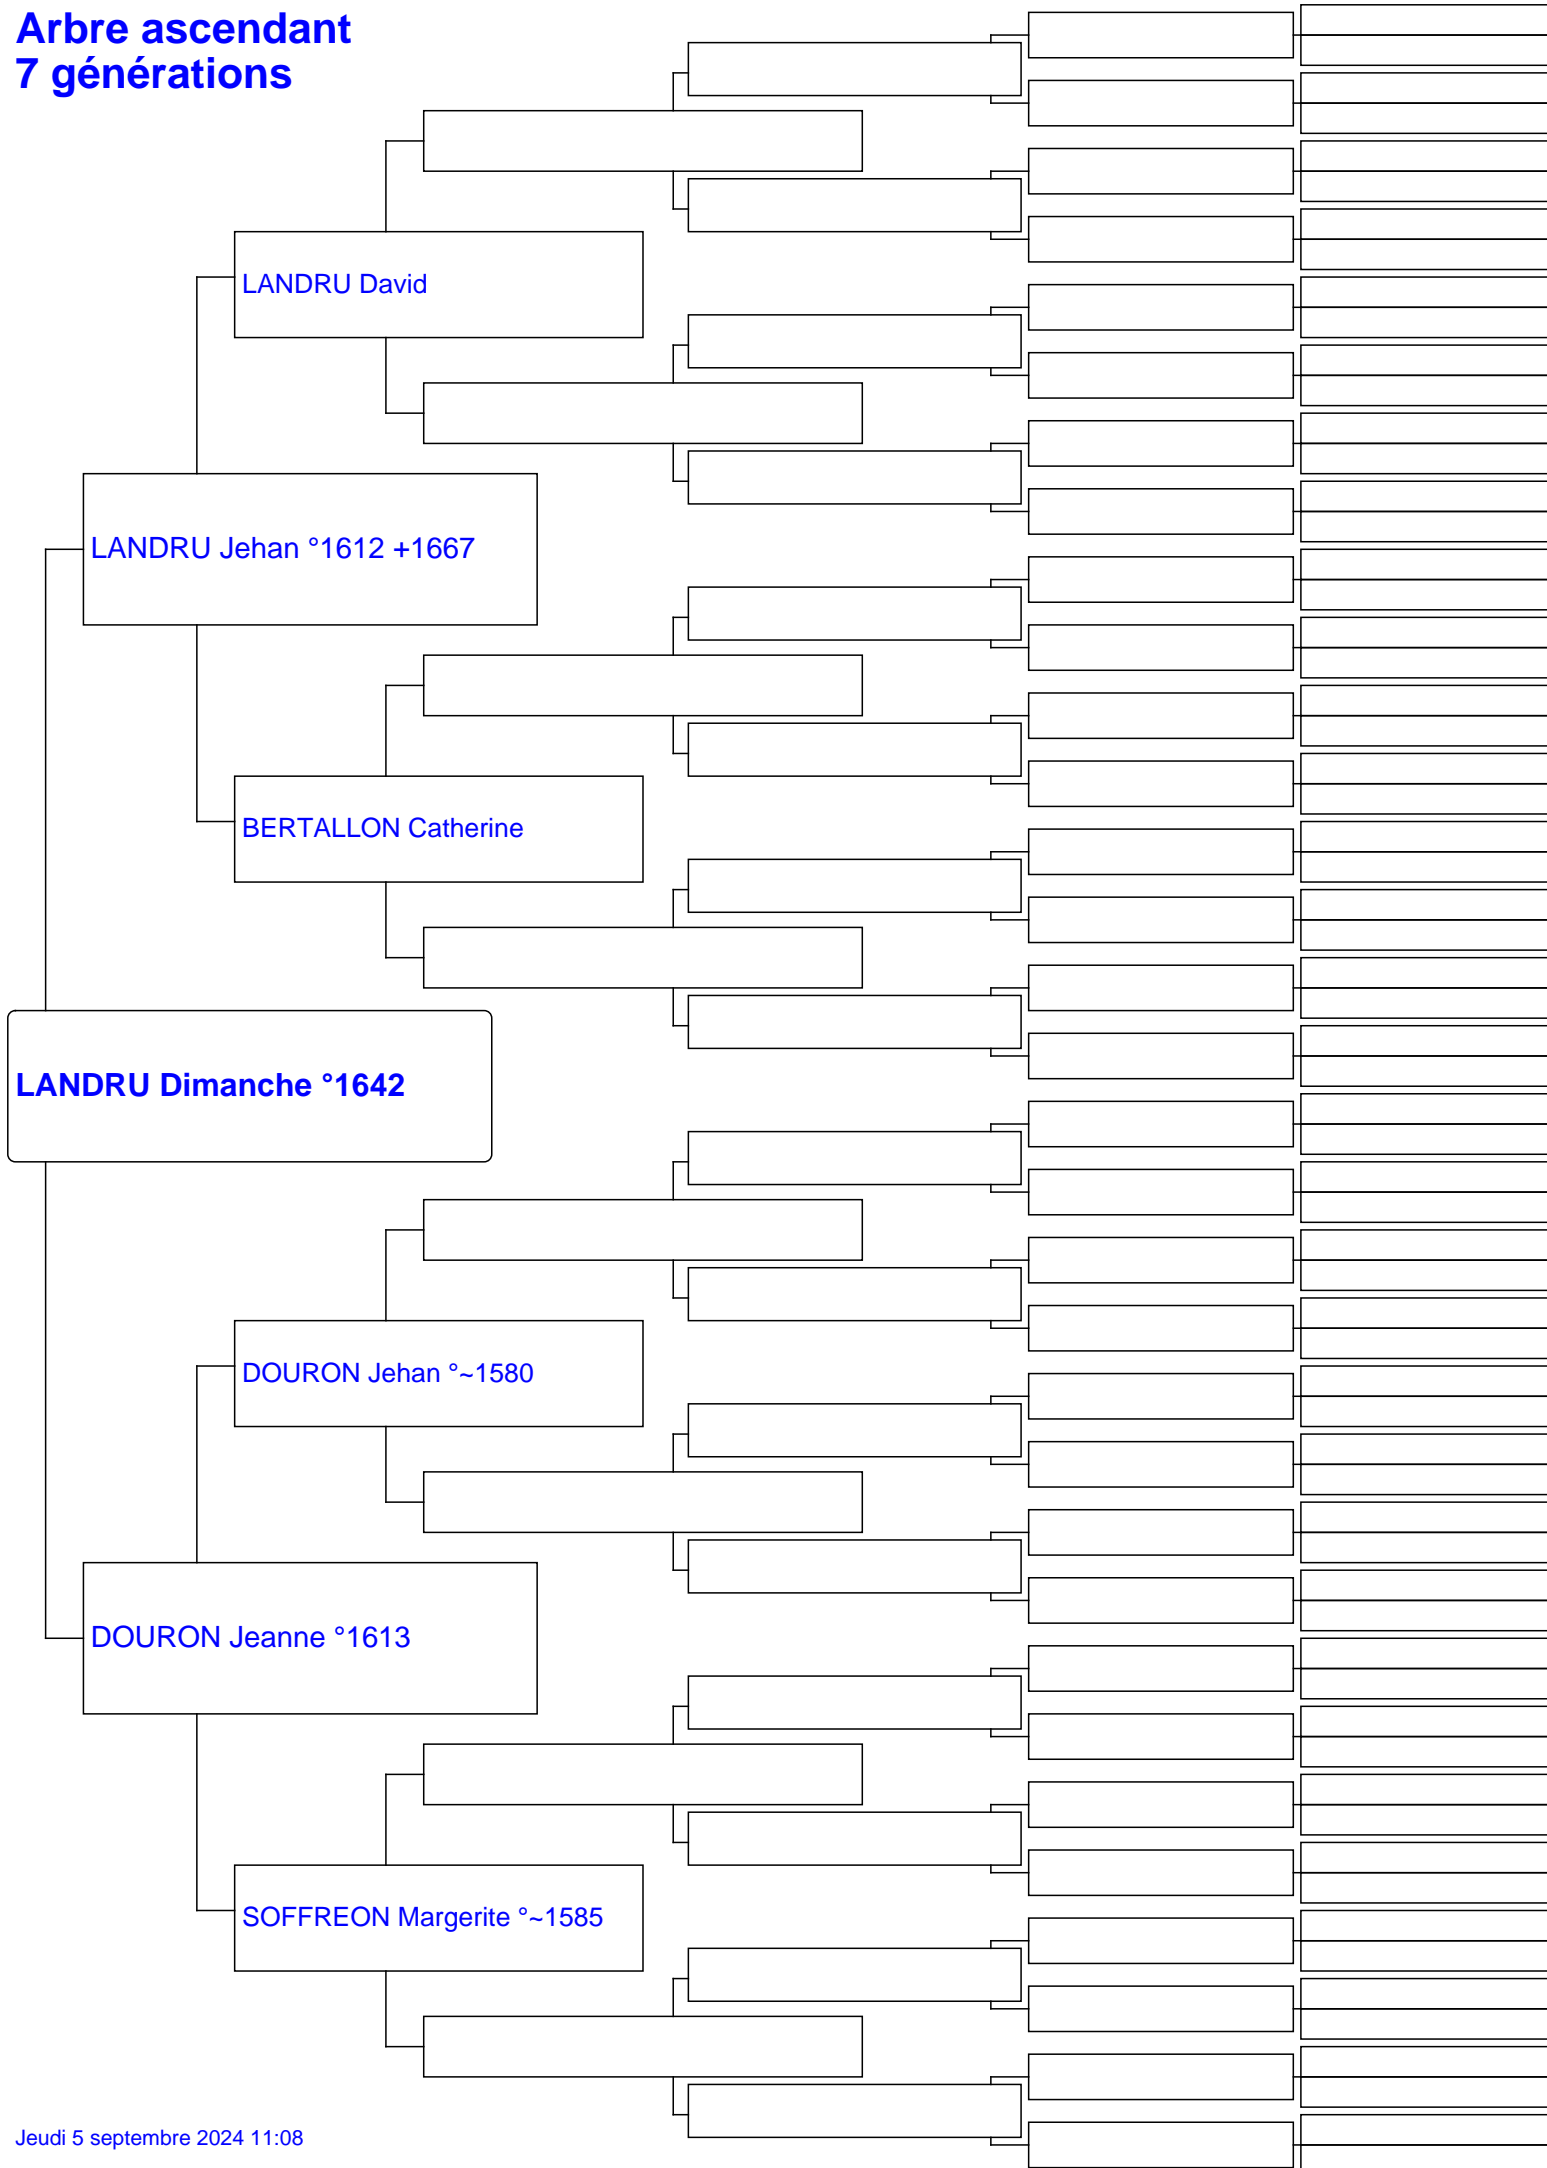 Arbre ascendant
7 générations
LANDRU David
LANDRU Jehan °1612 +1667
BERTALLON Catherine
LANDRU Dimanche °1642
DOURON Jehan °~1580
DOURON Jeanne °1613
SOFFREON Margerite °~1585
Jeudi 5 septembre 2024 11:08